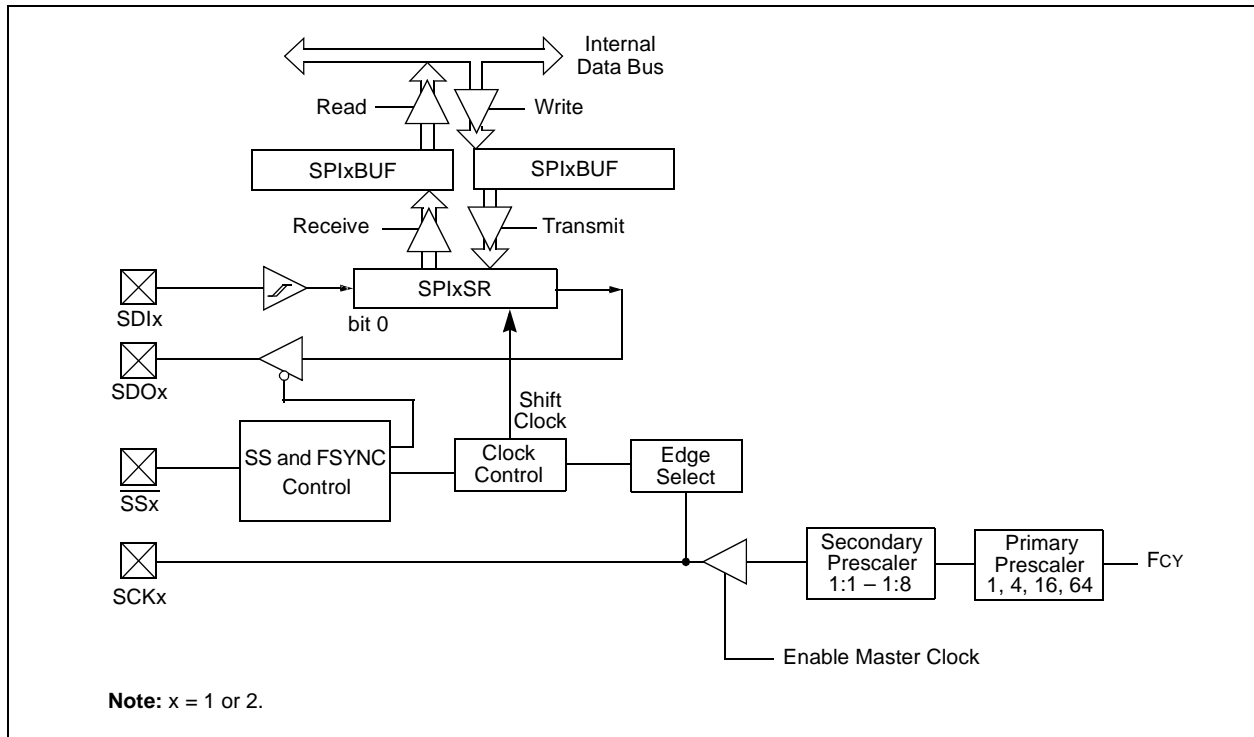 Internal
Data Bus
Read
Write
SPIxBUF
SPIxBUF
Receive
Transmit
SDIx
SPIxSR
bit 0
SDOx
Shift
Clock
SS and FSYNC
Control
Clock
Control
Edge
Select
SSx
Secondary
Prescaler
1:1 – 1:8
Primary
Prescaler
1, 4, 16, 64
FCY
SCKx
Enable Master Clock
Note: x = 1 or 2.